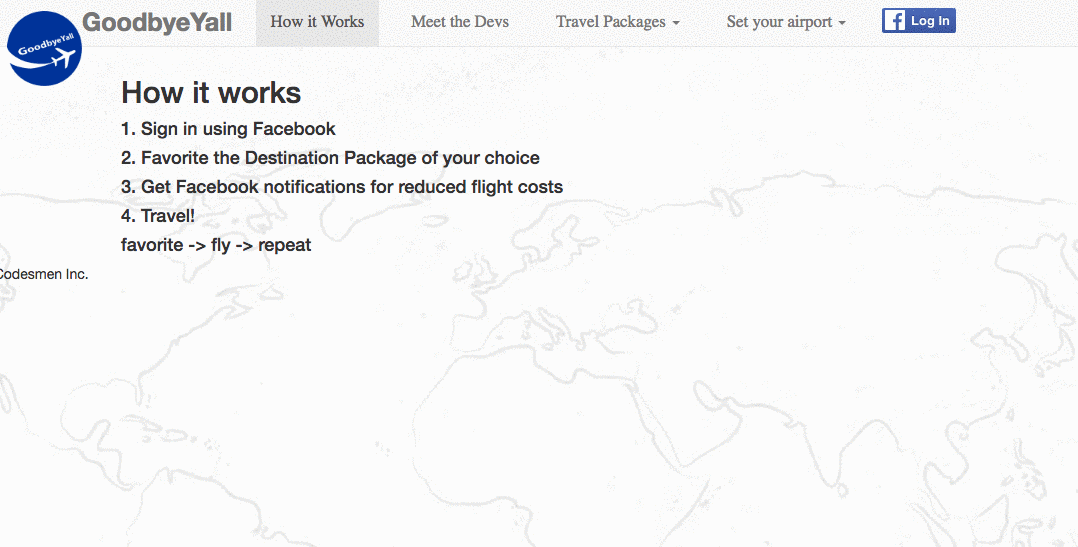 GoodbyeYall
GoodbyeYall How it Works Meet the Devs Travel Packages Set your airport Log In
How it works
1. Sign in using Facebook
2. Favorite the Destination Package of your choice
3. Get Facebook notifications for reduced flight costs
4. Travel!
favorite -> fly -> repeat
Codesmen Inc.